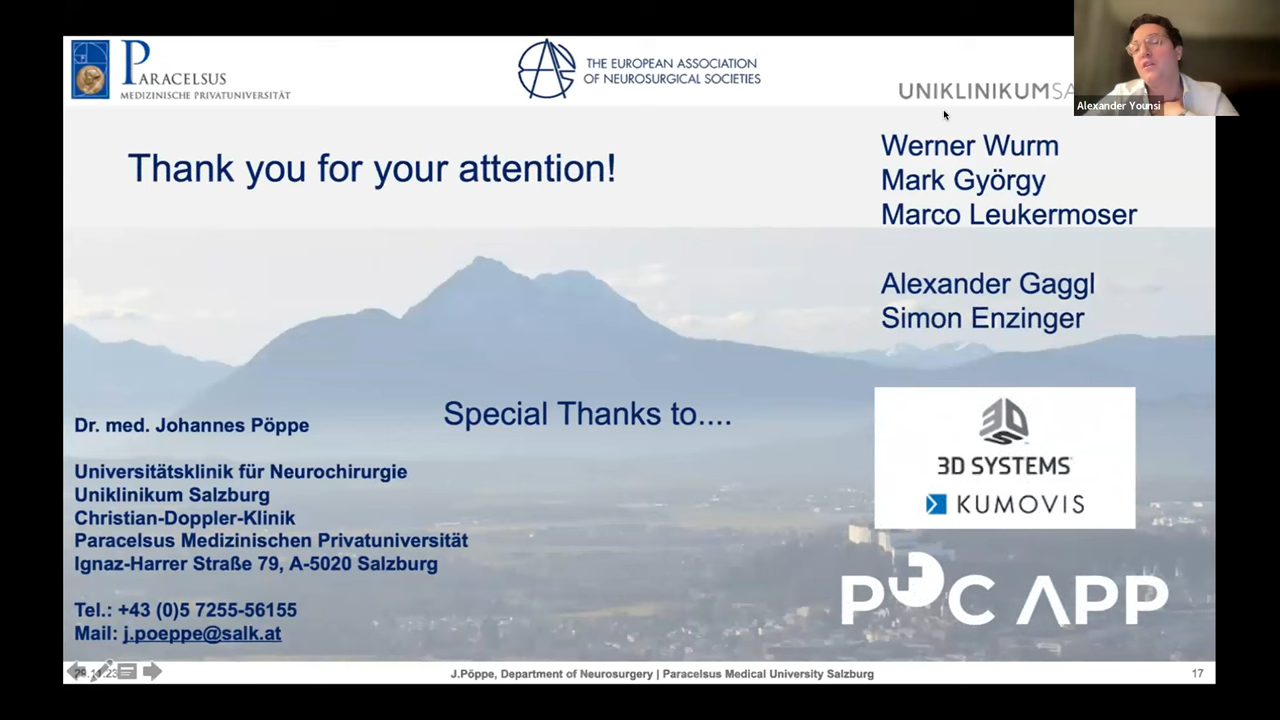 PARACELSUS
MEDIZINISCHE PRIVATUNIVERSITÄT
THE EUROPEAN ASSOCIATION
OF NEUROSURGICAL SOCIETIES
UNIKLINIKUMSA
Alexander Younsi
Thank you for your attention!
Werner Wurm
Mark György
Marco Leukermoser
Alexander Gaggl
Simon Enzinger
Special Thanks to....
3D SYSTEMS
KUMOVIS
POC APP
Dr. med. Johannes Pöppe
Universitätsklinik für Neurochirurgie
Uniklinikum Salzburg
Christian-Doppler-Klinik
Paracelsus Medizinischen Privatuniversität
Ignaz-Harrer Straße 79, A-5020 Salzburg
Tel.: +43 (0)5 7255-56155
Mail: j.poeppe@salk.at
J.Pöppe, Department of Neurosurgery | Paracelsus Medical University Salzburg
17